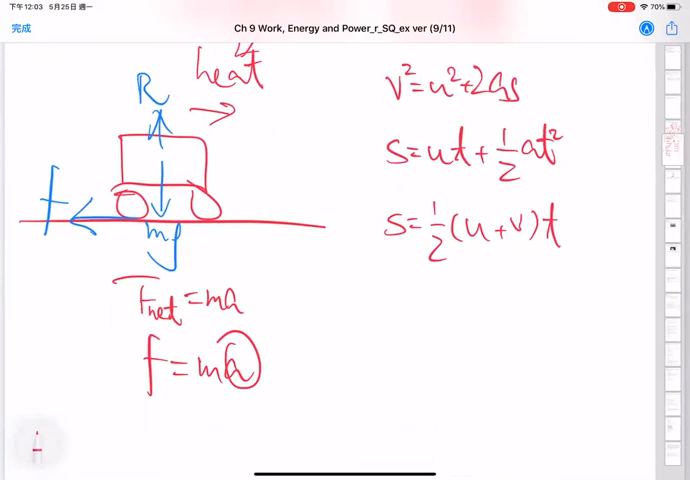 下午12:03 5月25日 週一
70%
完成
Ch 9 Work, Energy and Power_r_SQ_ex ver (9/11)
heat
R
f
mg
Fnet = ma
f = ma
v² = u² + 2as
s = ut + ½at²
s = ½(u + v)t